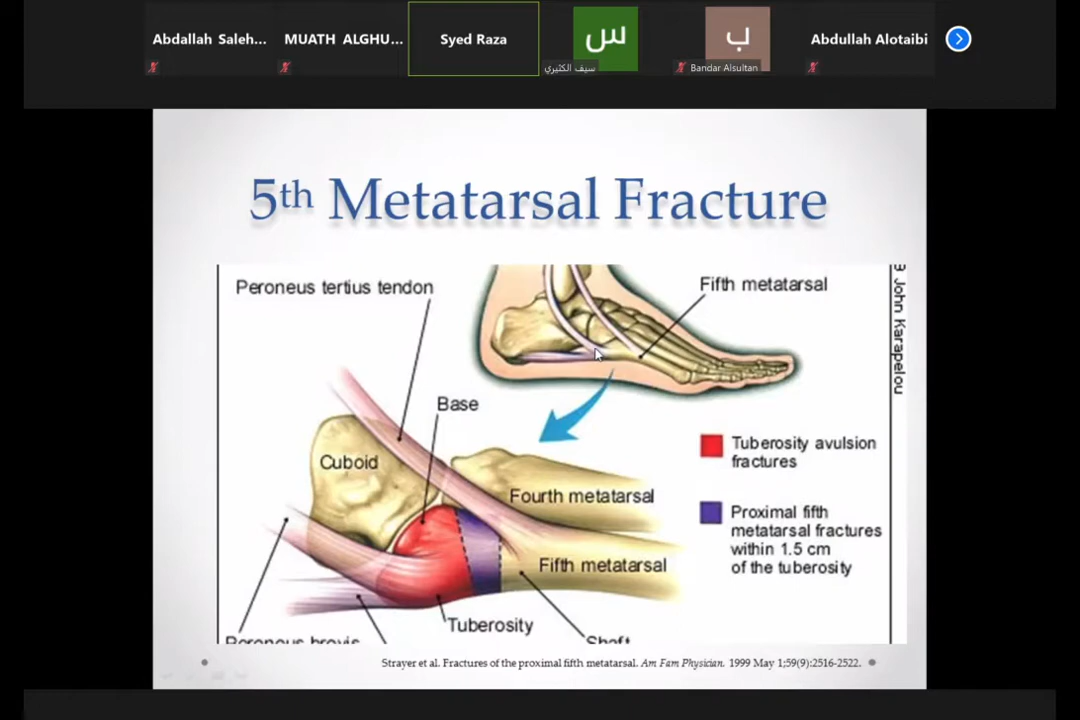 Abdallah Saleh...
MUATH ALGHU...
Syed Raza
س
سيف الكثيري
ب
Bandar Alsultan
Abdullah Alotaibi
5th Metatarsal Fracture
Peroneus tertius tendon
Fifth metatarsal
John Karapelou
Base
Cuboid
Fourth metatarsal
Fifth metatarsal
Tuberosity avulsion
fractures
Proximal fifth
metatarsal fractures
within 1.5 cm
of the tuberosity
Tuberosity
Peroneus brevis
Shaft
Strayer et al. Fractures of the proximal fifth metatarsal. Am Fam Physician. 1999 May 1;59(9):2516-2522.